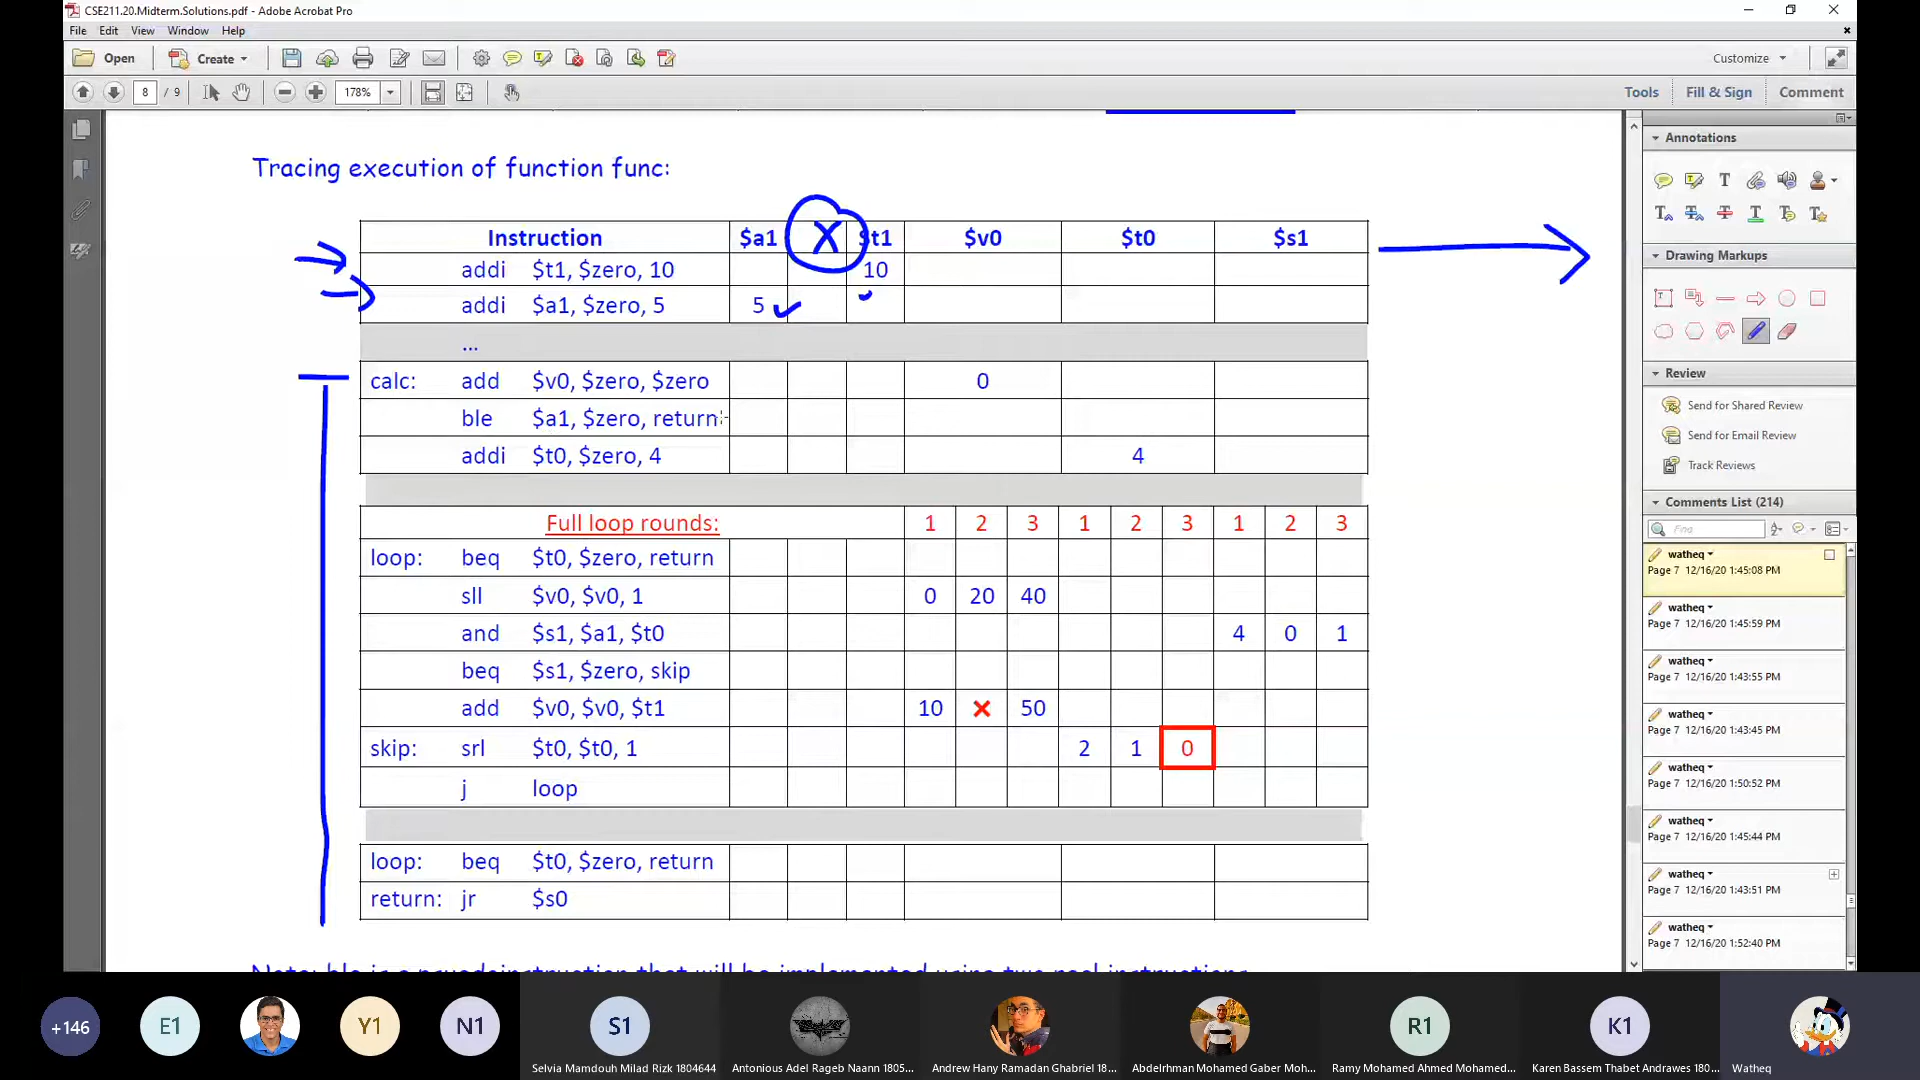 CSE211.20.Midterm.Solutions.pdf - Adobe Acrobat Pro
File Edit View Window Help
Open Create Customize
8 / 9 178% Tools Fill & Sign Comment
Tracing execution of function func:
Instruction $a1 X $t1 $v0 $t0 $s1
addi $t1, $zero, 10 10
addi $a1, $zero, 5 5
...
calc: add $v0, $zero, $zero 0
ble $a1, $zero, return
addi $t0, $zero, 4 4
Full loop rounds: 1 2 3 1 2 3 1 2 3
loop: beq $t0, $zero, return
sll $v0, $v0, 1 0 20 40
and $s1, $a1, $t0 4 0 1
beq $s1, $zero, skip
add $v0, $v0, $t1 10 × 50
skip: srl $t0, $t0, 1 2 1 0
j loop
loop: beq $t0, $zero, return
return: jr $s0
Annotations
Drawing Markups
Review
Send for Shared Review
Send for Email Review
Track Reviews
Comments List (214)
Find
watheq
Page 7 12/16/20 1:45:08 PM
watheq
Page 7 12/16/20 1:45:59 PM
watheq
Page 7 12/16/20 1:43:55 PM
watheq
Page 7 12/16/20 1:43:45 PM
watheq
Page 7 12/16/20 1:50:52 PM
watheq
Page 7 12/16/20 1:45:44 PM
watheq
Page 7 12/16/20 1:43:51 PM
watheq
Page 7 12/16/20 1:52:40 PM
+146 E1 Y1 N1 S1 R1 K1
Selvia Mamdouh Milad Rizk 1804644
Antonious Adel Rageb Naann 1805...
Andrew Hany Ramadan Ghabriel 18...
Abdelrhman Mohamed Gaber Moh...
Ramy Mohamed Ahmed Mohamed...
Karen Bassem Thabet Andrawes 180...
Watheq